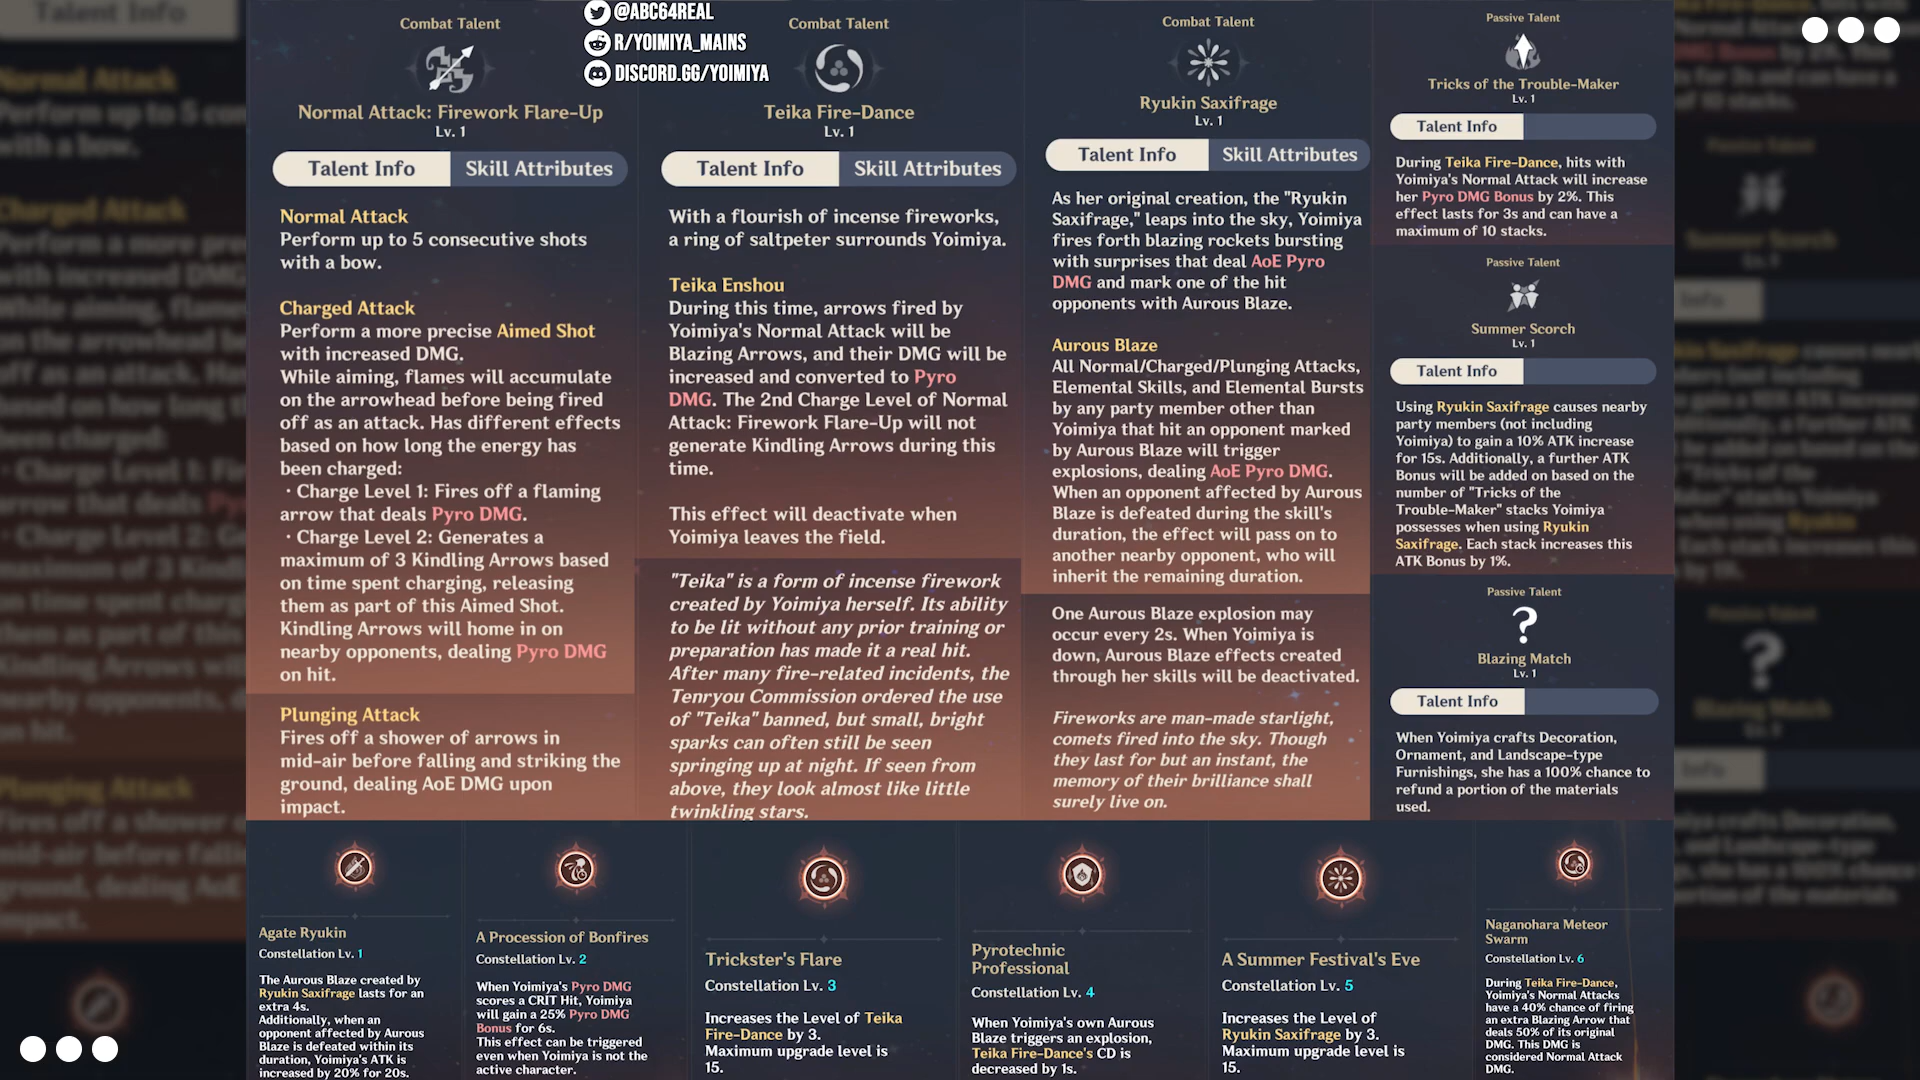 @ABC64REAL
R/YOIMIYA_MAINS
DISCORD.GG/YOIMIYA
Combat Talent
Normal Attack: Firework Flare-Up
Lv. 1
Talent Info
Skill Attributes
Normal Attack
Perform up to 5 consecutive shots
with a bow.
Charged Attack
Perform a more precise Aimed Shot
with increased DMG.
While aiming, flames will accumulate
on the arrowhead before being fired
off as an attack. Has different effects
based on how long the energy has
been charged:
· Charge Level 1: Fires off a flaming
arrow that deals Pyro DMG.
· Charge Level 2: Generates a
maximum of 3 Kindling Arrows based
on time spent charging, releasing
them as part of this Aimed Shot.
Kindling Arrows will home in on
nearby opponents, dealing Pyro DMG
on hit.
Plunging Attack
Fires off a shower of arrows in
mid-air before falling and striking the
ground, dealing AoE DMG upon
impact.
Combat Talent
Teika Fire-Dance
Lv. 1
Talent Info
Skill Attributes
With a flourish of incense fireworks,
a ring of saltpeter surrounds Yoimiya.
Teika Enshou
During this time, arrows fired by
Yoimiya's Normal Attack will be
Blazing Arrows, and their DMG will be
increased and converted to Pyro
DMG. The 2nd Charge Level of Normal
Attack: Firework Flare-Up will not
generate Kindling Arrows during this
time.
This effect will deactivate when
Yoimiya leaves the field.
"Teika" is a form of incense firework
created by Yoimiya herself. Its ability
to be lit without any prior training or
preparation has made it a real hit.
After many fire-related incidents, the
Tenryou Commission ordered the use
of "Teika" banned, but small, bright
sparks can often still be seen
springing up at night. If seen from
above, they look almost like little
twinkling stars.
Combat Talent
Ryukin Saxifrage
Lv. 1
Talent Info
Skill Attributes
As her original creation, the "Ryukin
Saxifrage," leaps into the sky, Yoimiya
fires forth blazing rockets bursting
with surprises that deal AoE Pyro
DMG and mark one of the hit
opponents with Aurous Blaze.
Aurous Blaze
All Normal/Charged/Plunging Attacks,
Elemental Skills, and Elemental Bursts
by any party member other than
Yoimiya that hit an opponent marked
by Aurous Blaze will trigger
explosions, dealing AoE Pyro DMG.
When an opponent affected by Aurous
Blaze is defeated during the skill's
duration, the effect will pass on to
another nearby opponent, who will
inherit the remaining duration.
One Aurous Blaze explosion may
occur every 2s. When Yoimiya is
down, Aurous Blaze effects created
through her skills will be deactivated.
Fireworks are man-made starlight,
comets fired into the sky. Though
they last for but an instant, the
memory of their brilliance shall
surely live on.
Passive Talent
Tricks of the Trouble-Maker
Lv. 1
Talent Info
During Teika Fire-Dance, hits with
Yoimiya's Normal Attack will increase
her Pyro DMG Bonus by 2%. This
effect lasts for 3s and can have a
maximum of 10 stacks.
Passive Talent
Summer Scorch
Lv. 1
Talent Info
Using Ryukin Saxifrage causes nearby
party members (not including
Yoimiya) to gain a 10% ATK increase
for 15s. Additionally, a further ATK
Bonus will be added on based on the
number of "Tricks of the
Trouble-Maker" stacks Yoimiya
possesses when using Ryukin
Saxifrage. Each stack increases this
ATK Bonus by 1%.
Passive Talent
?
Blazing Match
Lv. 1
Talent Info
When Yoimiya crafts Decoration,
Ornament, and Landscape-type
Furnishings, she has a 100% chance to
refund a portion of the materials
used.
Agate Ryukin
Constellation Lv. 1
The Aurous Blaze created by
Ryukin Saxifrage lasts for an
extra 4s.
Additionally, when an
opponent affected by Aurous
Blaze is defeated within its
duration, Yoimiya's ATK is
increased by 20% for 20s.
A Procession of Bonfires
Constellation Lv. 2
When Yoimiya's Pyro DMG
scores a CRIT Hit, Yoimiya
will gain a 25% Pyro DMG
Bonus for 6s.
This effect can be triggered
even when Yoimiya is not the
active character.
Trickster's Flare
Constellation Lv. 3
Increases the Level of Teika
Fire-Dance by 3.
Maximum upgrade level is
15.
Pyrotechnic
Professional
Constellation Lv. 4
When Yoimiya's own Aurous
Blaze triggers an explosion,
Teika Fire-Dance's CD is
decreased by 1s.
A Summer Festival's Eve
Constellation Lv. 5
Increases the Level of
Ryukin Saxifrage by 3.
Maximum upgrade level is
15.
Naganohara Meteor
Swarm
Constellation Lv. 6
During Teika Fire-Dance,
Yoimiya's Normal Attacks
have a 40% chance of firing
an extra Blazing Arrow that
deals 50% of its original
DMG. This DMG is
considered Normal Attack
DMG.